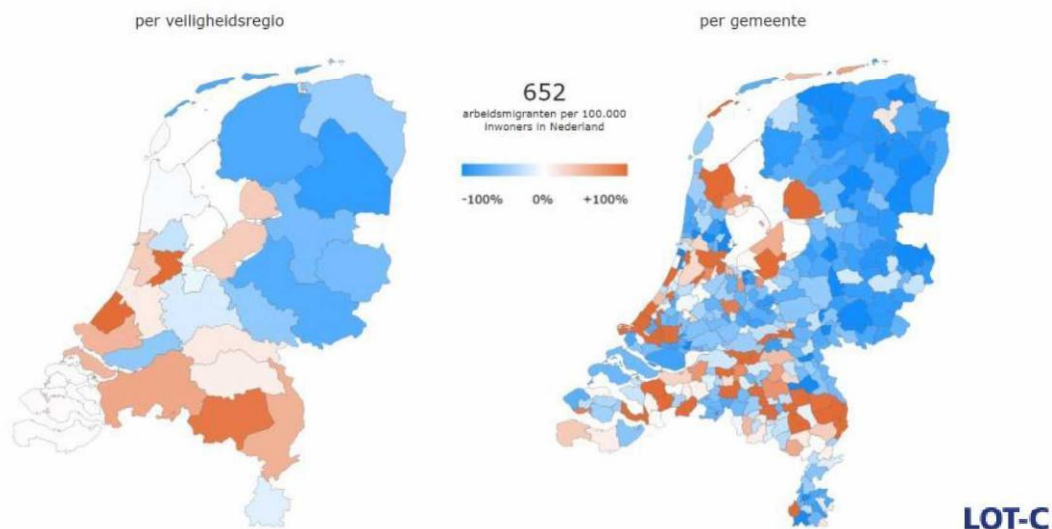 per veiligheidsregio
per gemeente
652
arbeidsmigranten per 100.000
inwoners in Nederland
-100% 0% +100%
LOT-C